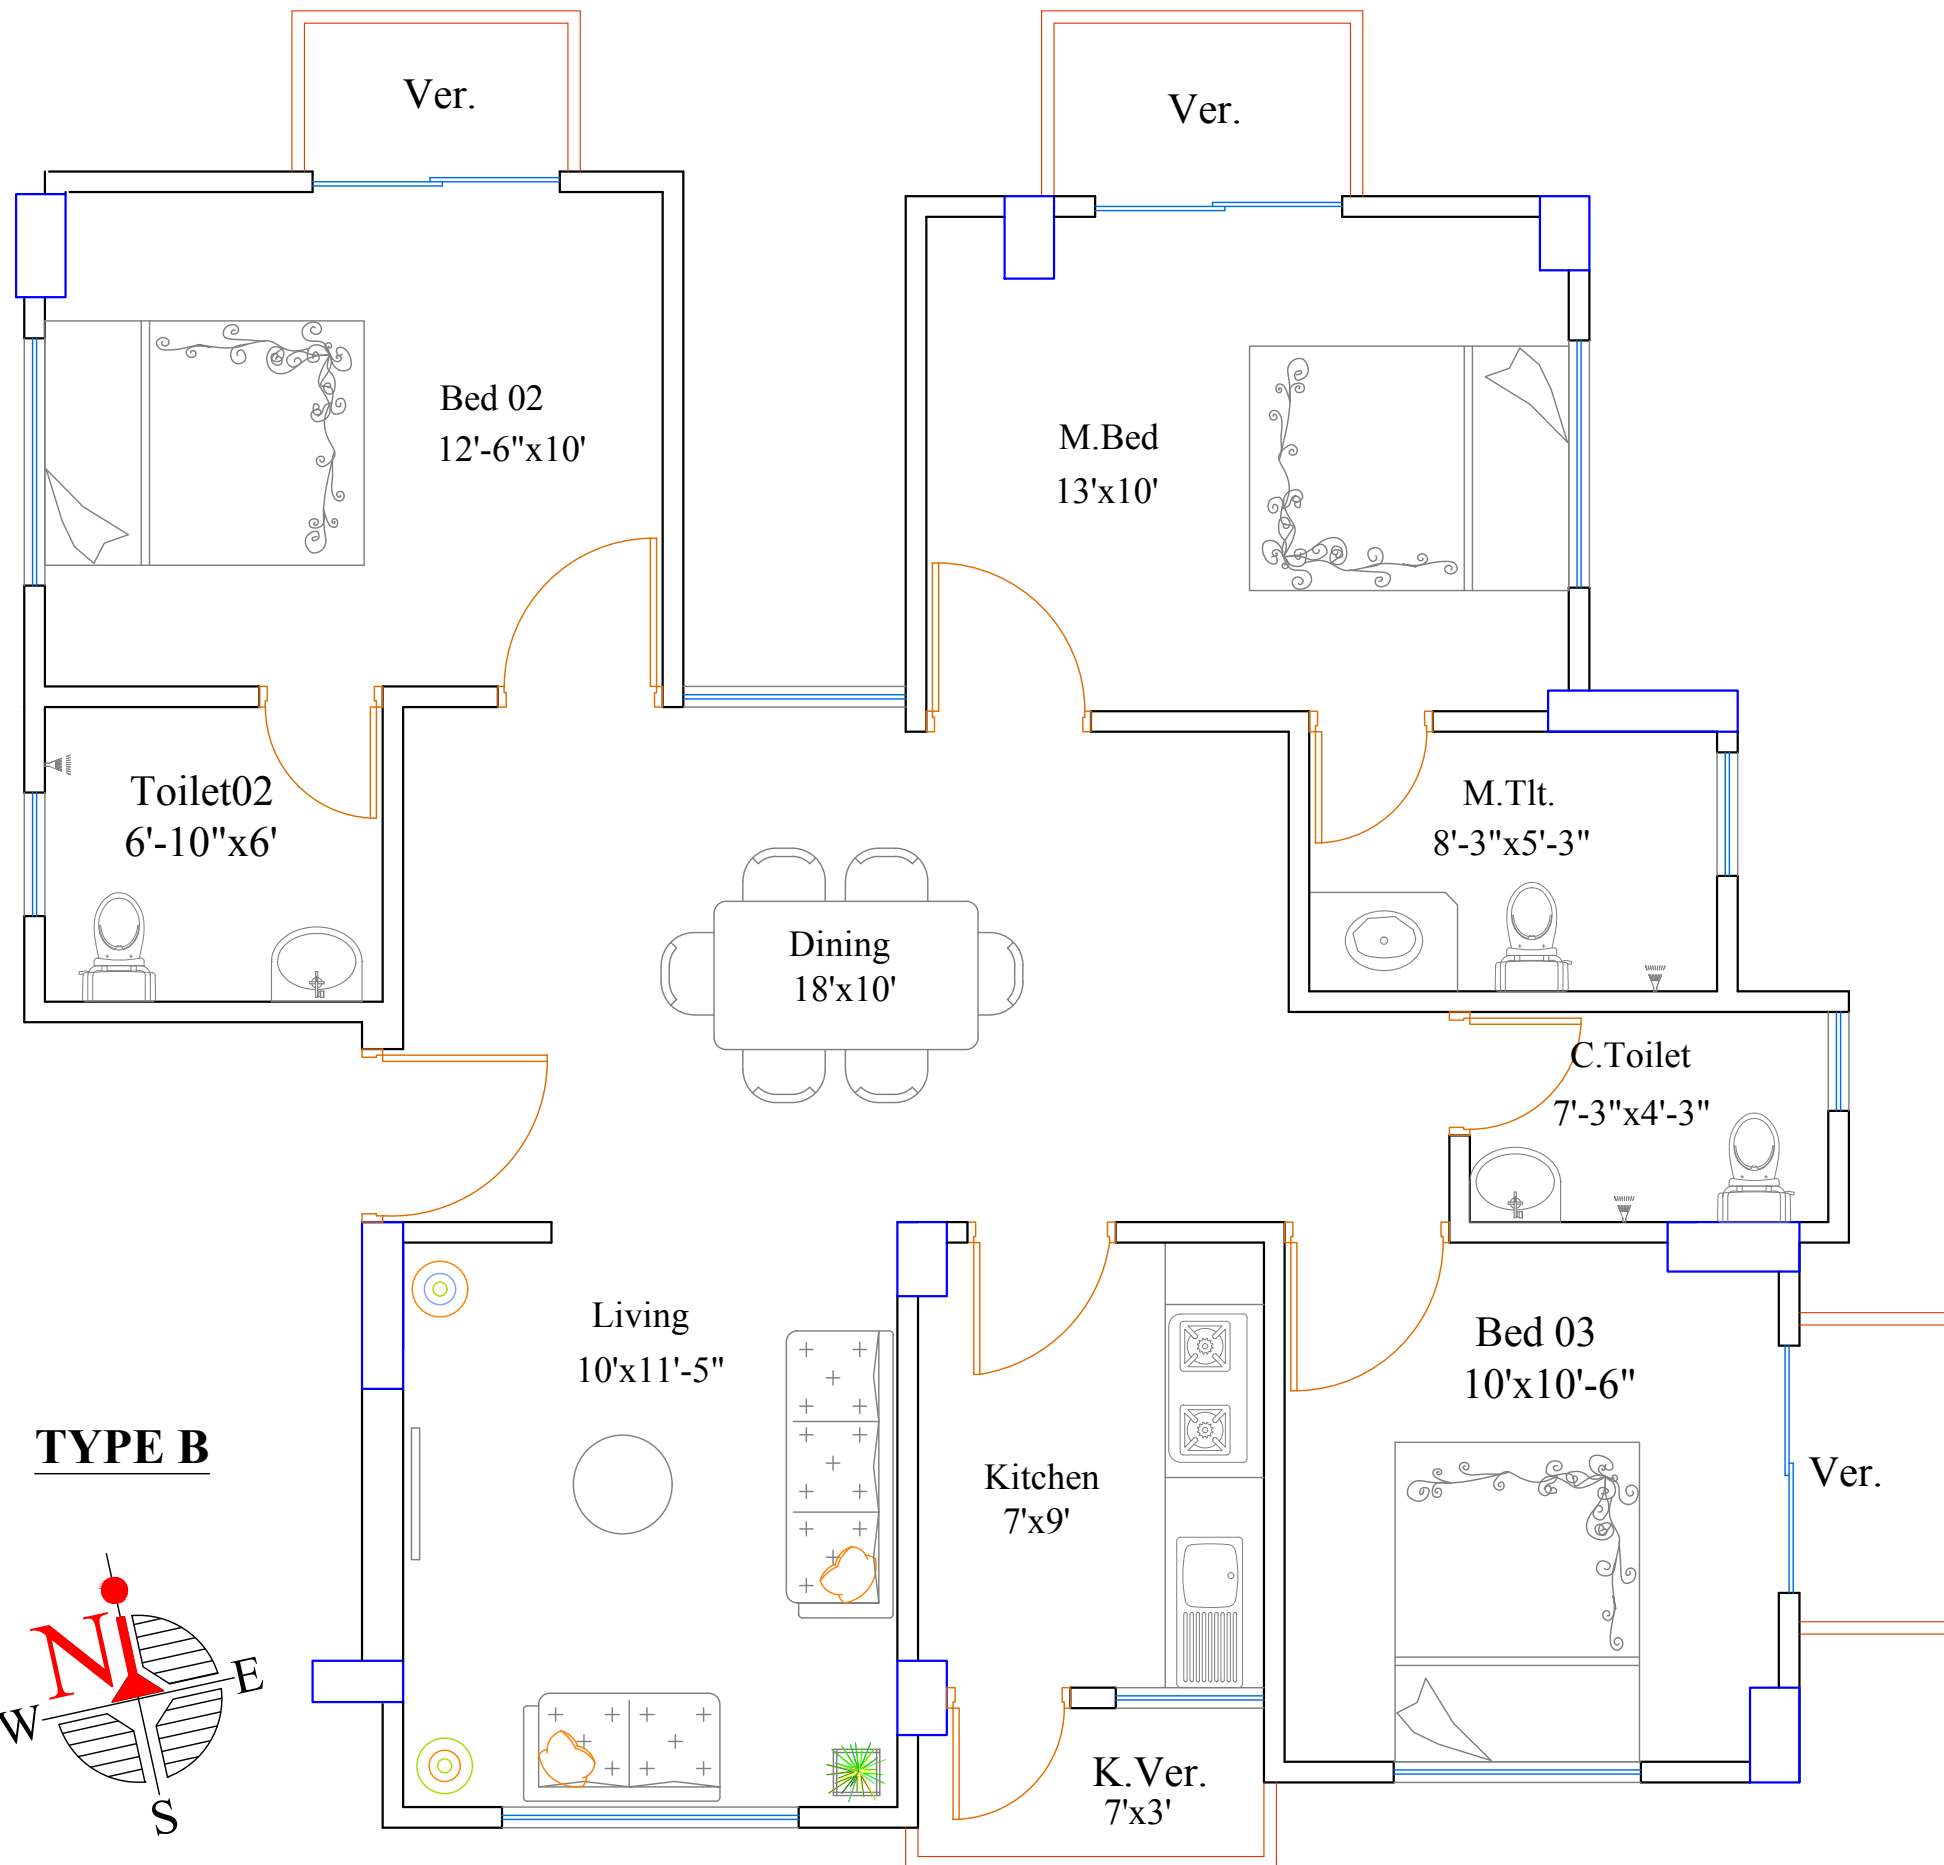 Ver.
Ver.
Bed 02
12'-6"x10'
M.Bed
13'x10'
Toilet02
6'-10"x6'
M.Tlt.
8'-3"x5'-3"
Dining
18'x10'
C.Toilet
7'-3"x4'-3"
Living
10'x11'-5"
Bed 03
10'x10'-6"
TYPE B
Kitchen
7'x9'
Ver.
N
E
W
S
K.Ver.
7'x3'